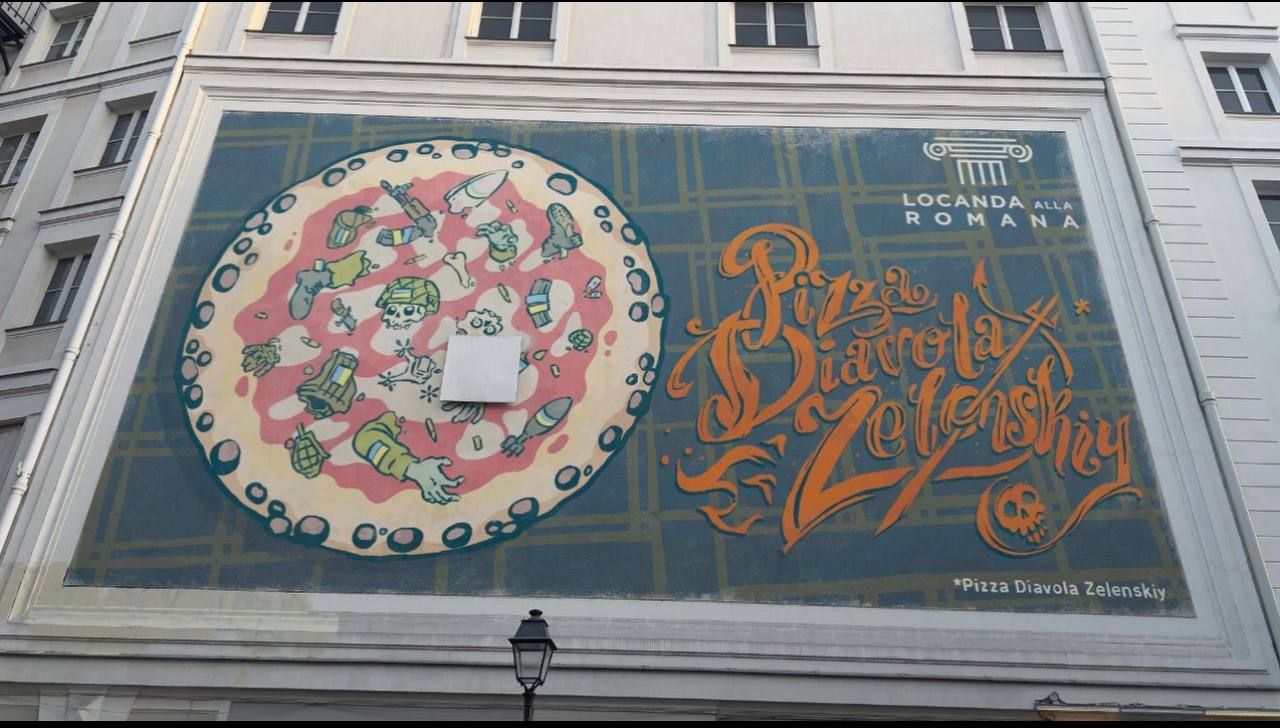 LOCANDA ALLA
ROMANA
Pizza
Diavola *
Zelenskiy
*Pizza Diavola Zelenskiy